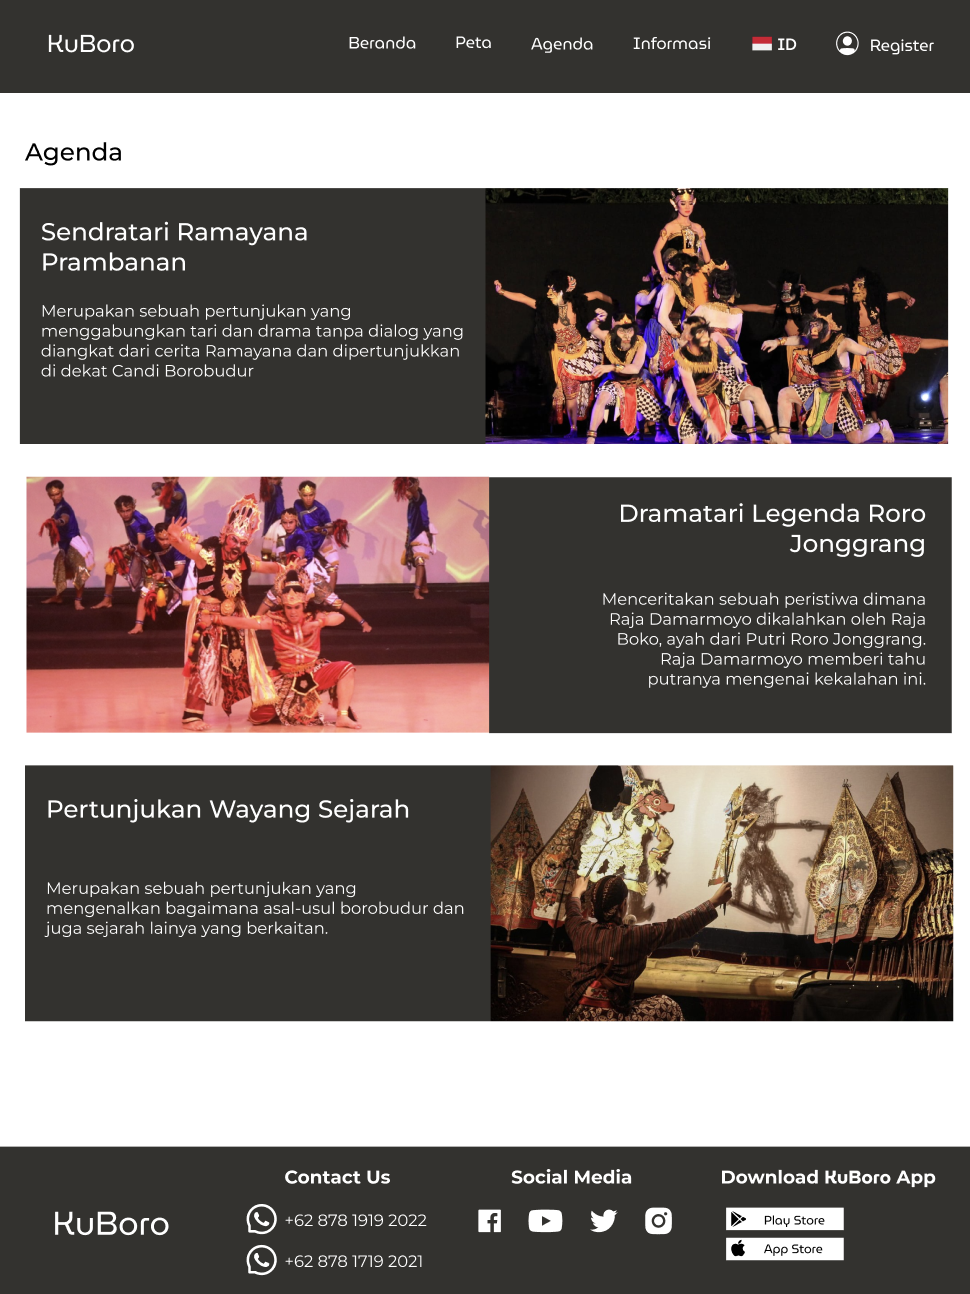 KuBoro
Beranda
Peta
Agenda
Informasi
ID
Register
Agenda
Sendratari Ramayana
Prambanan
Merupakan sebuah pertunjukan yang
menggabungkan tari dan drama tanpa dialog yang
diangkat dari cerita Ramayana dan dipertunjukkan
di dekat Candi Borobudur
Dramatari Legenda Roro
Jonggrang
Menceritakan sebuah peristiwa dimana
Raja Damarmoyo dikalahkan oleh Raja
Boko, ayah dari Putri Roro Jonggrang.
Raja Damarmoyo memberi tahu
putranya mengenai kekalahan ini.
Pertunjukan Wayang Sejarah
Merupakan sebuah pertunjukan yang
mengenalkan bagaimana asal-usul borobudur dan
juga sejarah lainya yang berkaitan.
KuBoro
Contact Us
+62 878 1919 2022
+62 878 1719 2021
Social Media
Download KuBoro App
Play Store
App Store